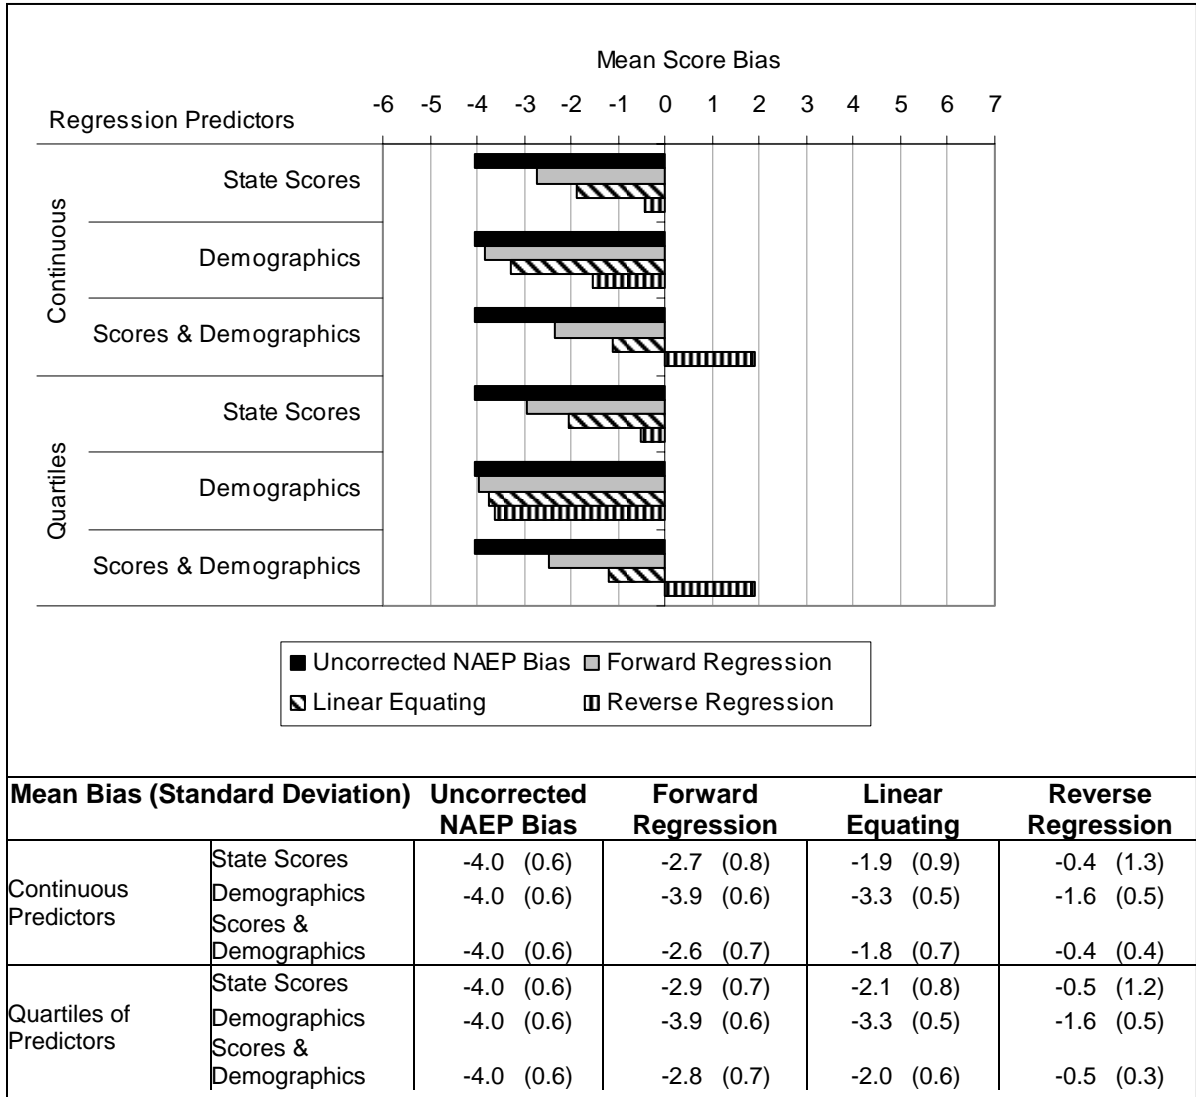 Mean Score Bias
-6 -5 -4 -3 -2 -1 0 1 2 3 4 5 6 7
Regression Predictors
Continuous
State Scores
Demographics
Scores & Demographics
Quartiles
State Scores
Demographics
Scores & Demographics
Uncorrected NAEP Bias Forward Regression
Linear Equating Reverse Regression
Mean Bias (Standard Deviation) Uncorrected Forward Linear Reverse
NAEP Bias Regression Equating Regression
State Scores -4.0 (0.6) -2.7 (0.8) -1.9 (0.9) -0.4 (1.3)
Continuous Demographics -4.0 (0.6) -3.9 (0.6) -3.3 (0.5) -1.6 (0.5)
Predictors Scores &
Demographics -4.0 (0.6) -2.6 (0.7) -1.8 (0.7) -0.4 (0.4)
State Scores -4.0 (0.6) -2.9 (0.7) -2.1 (0.8) -0.5 (1.2)
Quartiles of Demographics -4.0 (0.6) -3.9 (0.6) -3.3 (0.5) -1.6 (0.5)
Predictors Scores &
Demographics -4.0 (0.6) -2.8 (0.7) -2.0 (0.6) -0.5 (0.3)